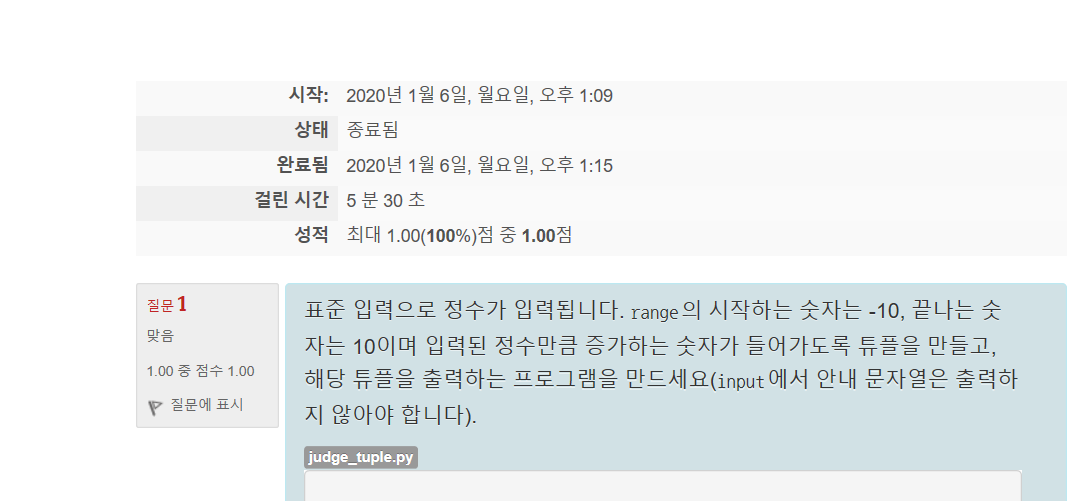 시작: 2020년 1월 6일, 월요일, 오후 1:09
상태 종료됨
완료됨 2020년 1월 6일, 월요일, 오후 1:15
걸린 시간 5 분 30 초
성적 최대 1.00(100%)점 중 1.00점
질문 1
맞음
1.00 중 점수 1.00
질문에 표시
표준 입력으로 정수가 입력됩니다. range의 시작하는 숫자는 -10, 끝나는 숫
자는 10이며 입력된 정수만큼 증가하는 숫자가 들어가도록 튜플을 만들고,
해당 튜플을 출력하는 프로그램을 만드세요(input에서 안내 문자열은 출력하
지 않아야 합니다).
judge_tuple.py